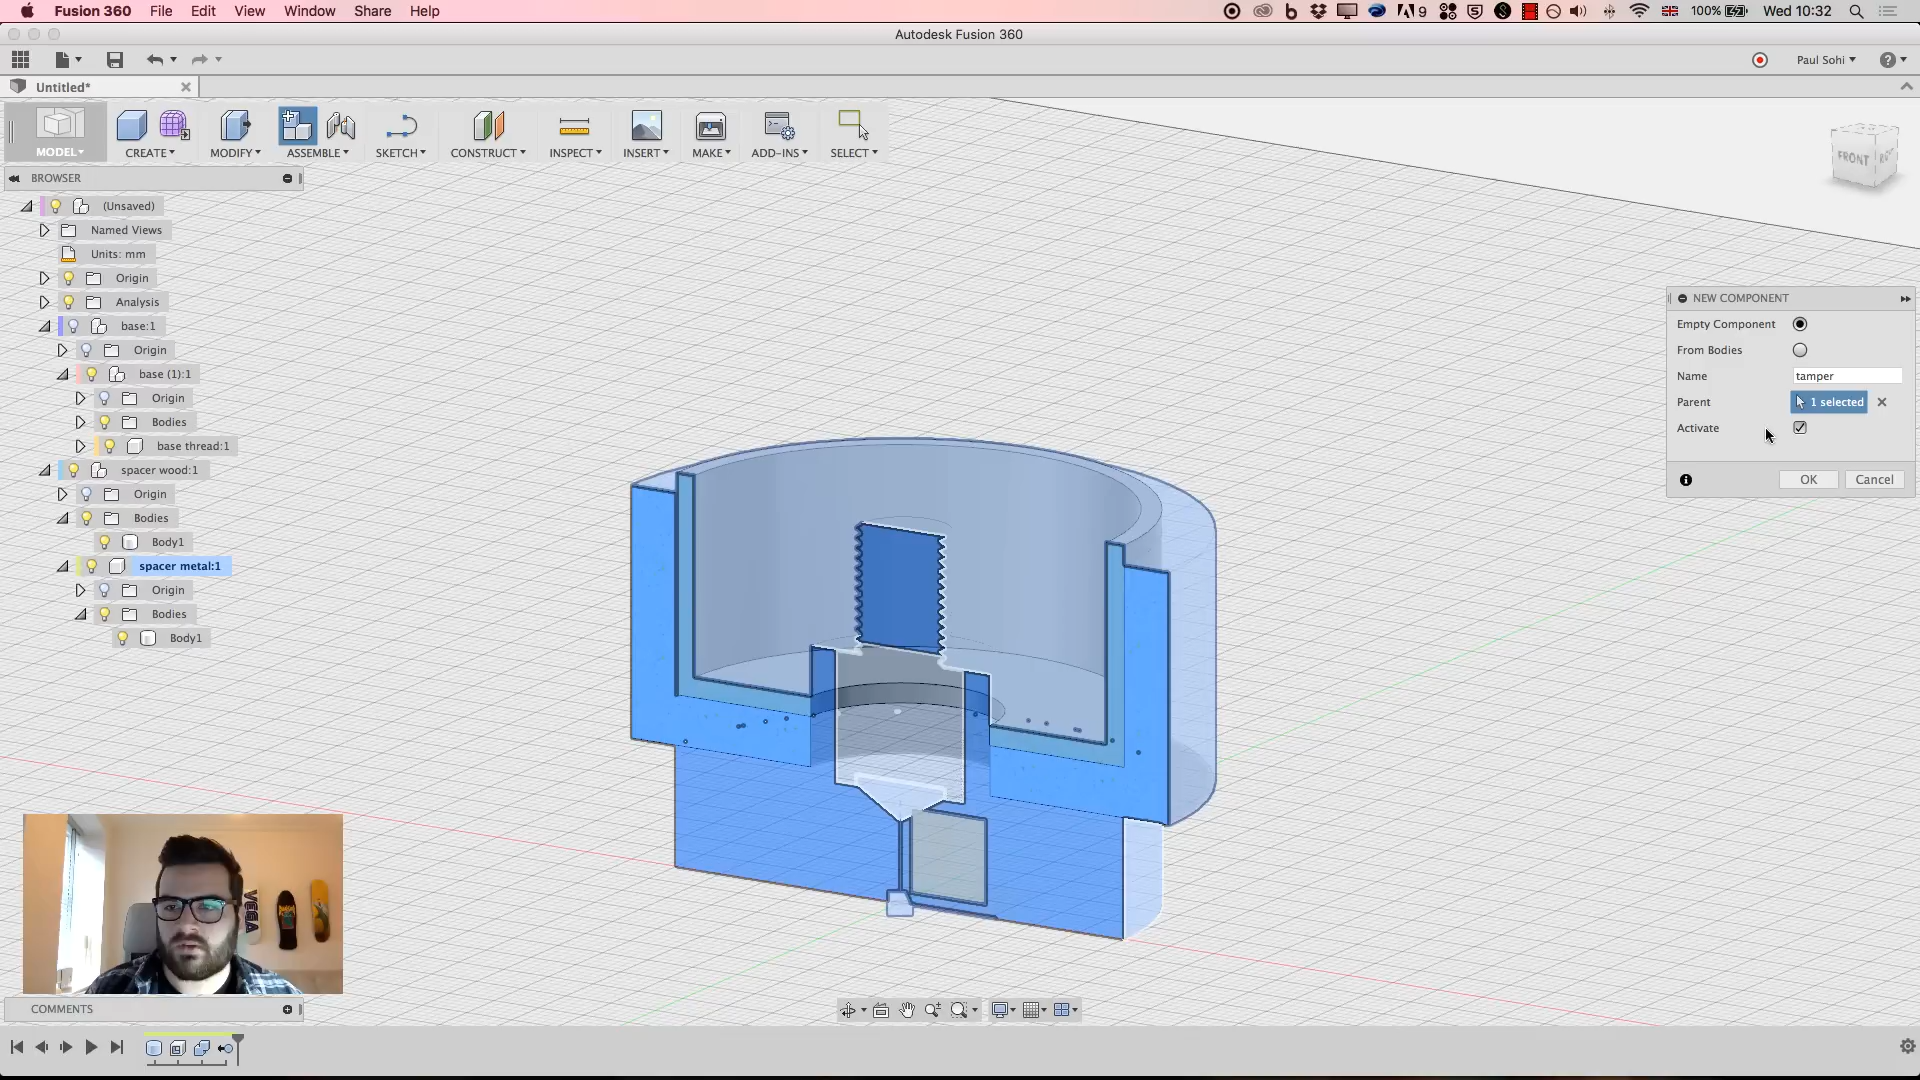 Fusion 360 File Edit View Window Share Help
9 100% Wed 10:32
Autodesk Fusion 360
Paul Sohi
Untitled*
MODEL CREATE MODIFY ASSEMBLE SKETCH CONSTRUCT INSPECT INSERT MAKE ADD-INS SELECT
FRONT
BROWSER
(Unsaved)
Named Views
Units: mm
Origin
Analysis
base:1
Origin
base (1):1
Origin
Bodies
base thread:1
spacer wood:1
Origin
Bodies
Body1
spacer metal:1
Origin
Bodies
Body1
NEW COMPONENT
Empty Component
From Bodies
Name tamper
Parent 1 selected
Activate
OK Cancel
VEGA
COMMENTS